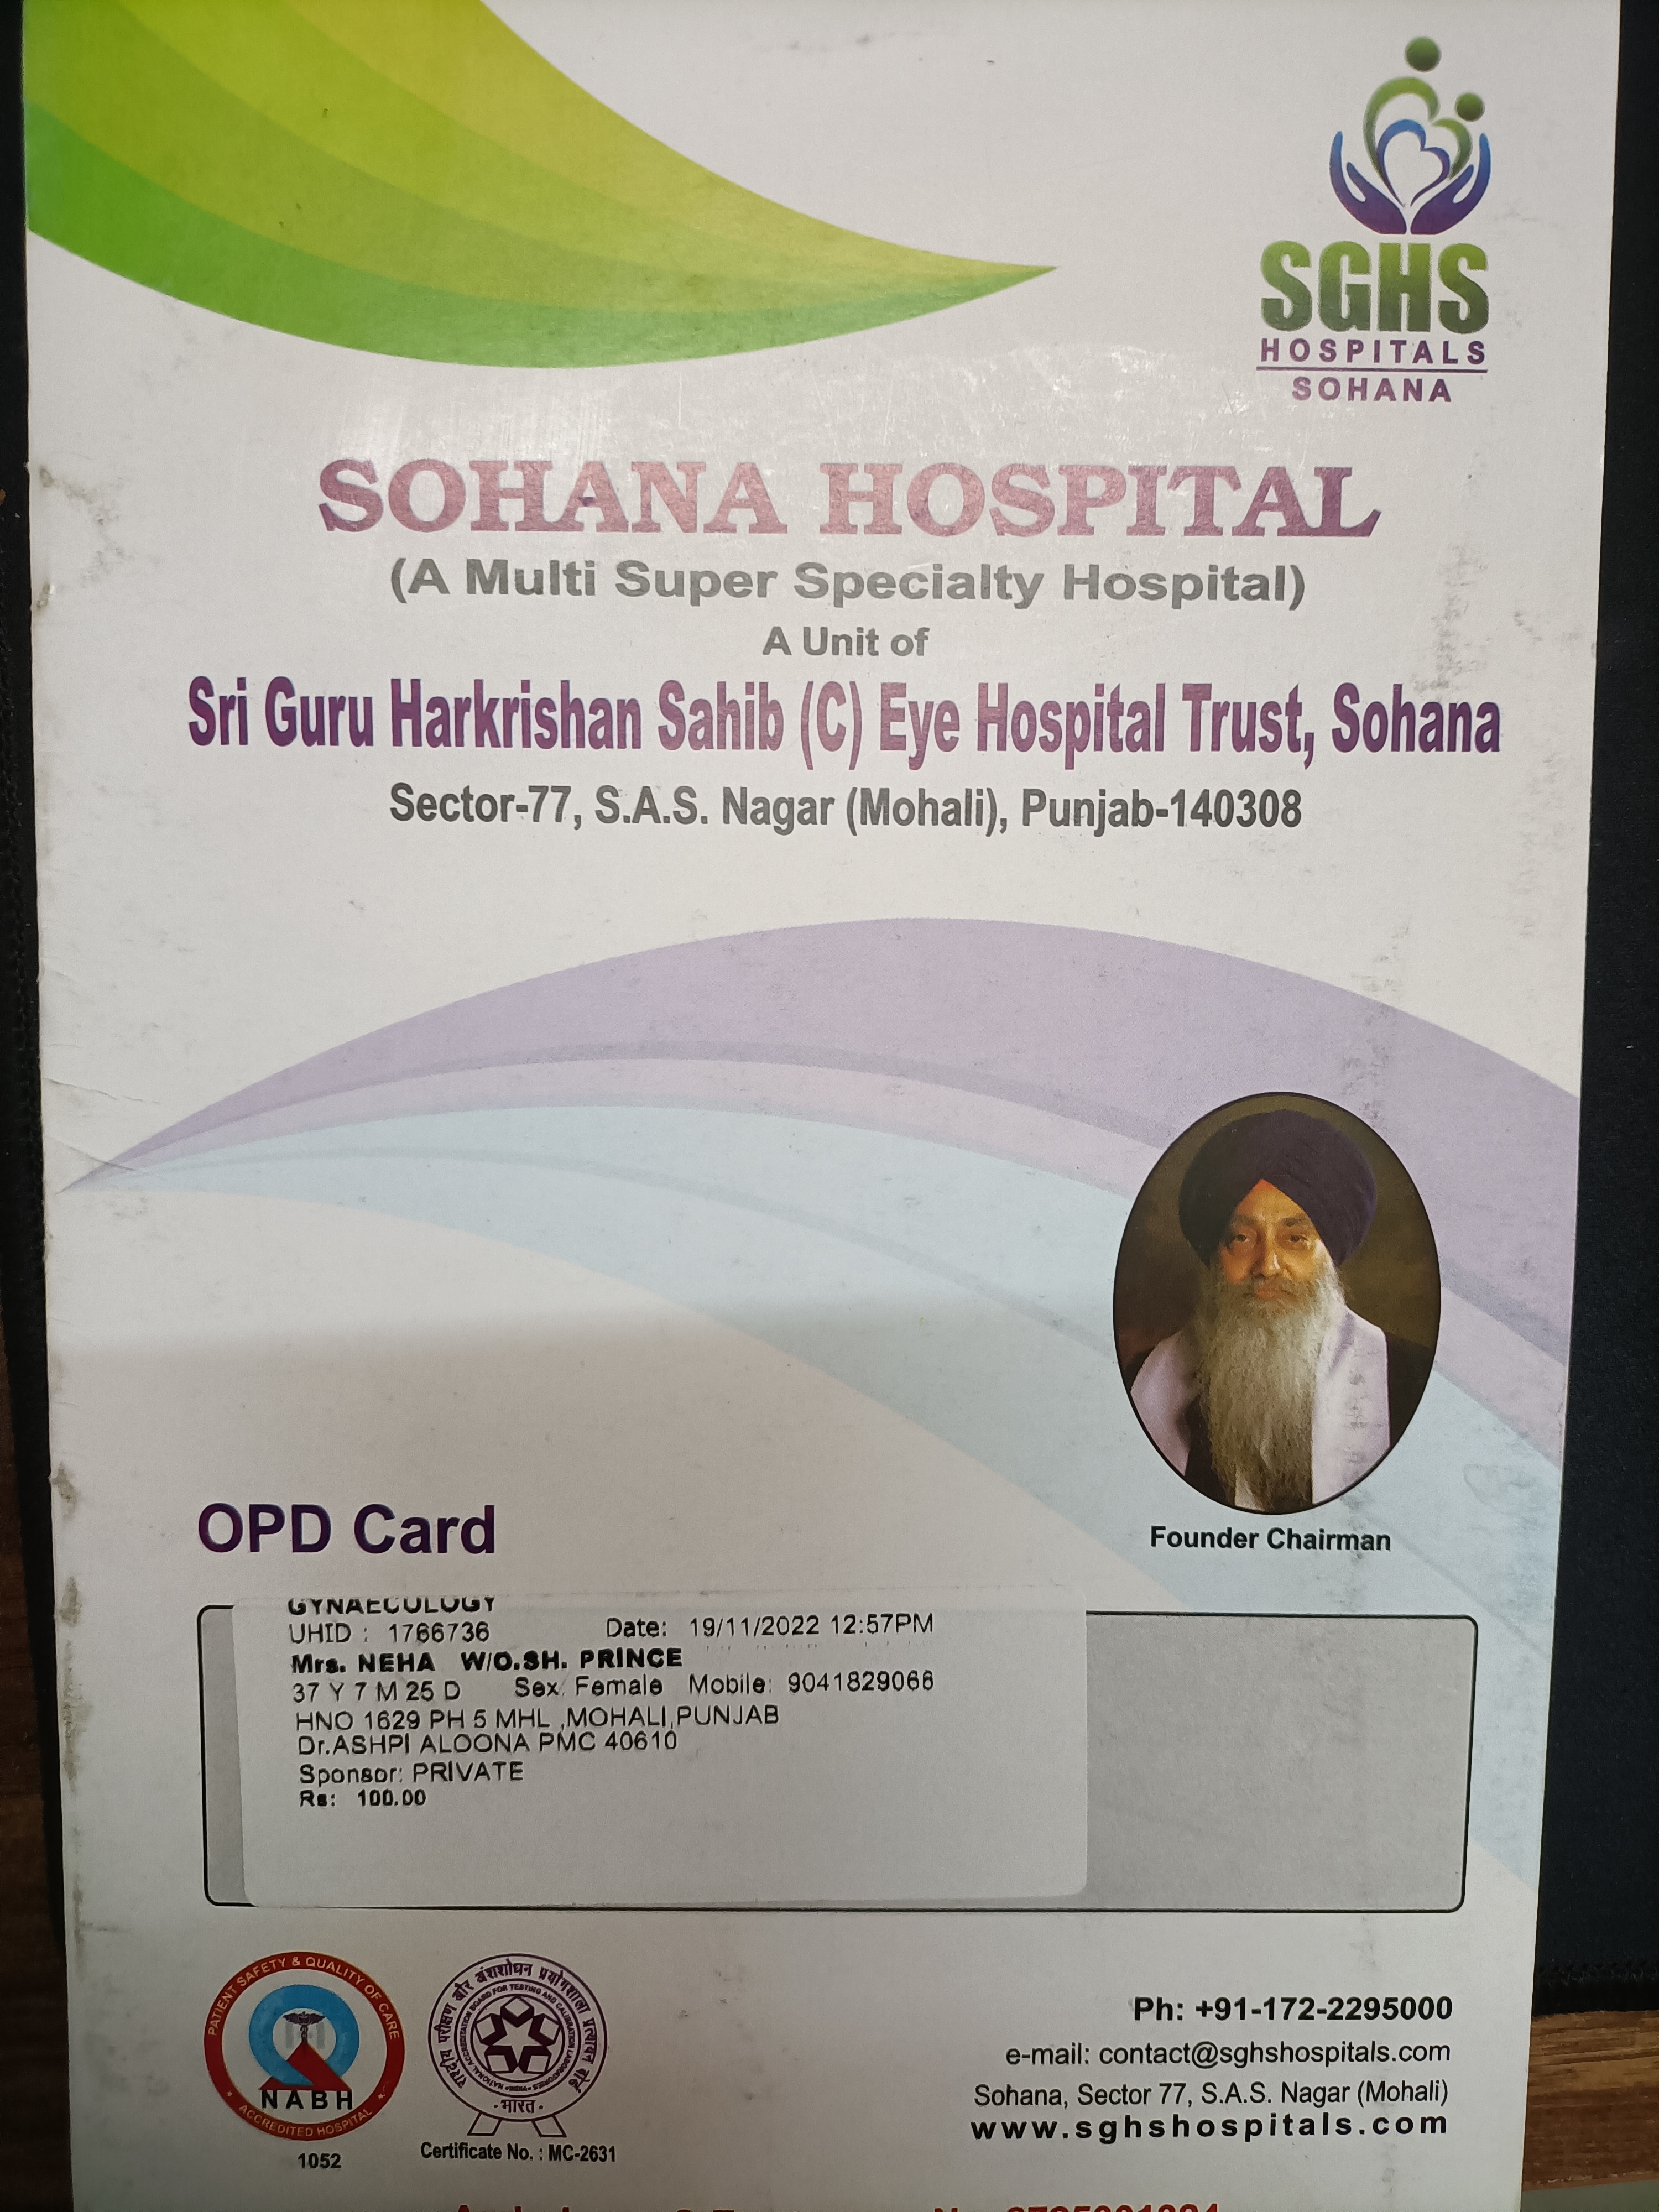 SGHS
HOSPITALS
SOHANA
SOHANA HOSPITAL
(A Multi Super Specialty Hospital)
A Unit of
Sri Guru Harkrishan Sahib (C) Eye Hospital Trust, Sohana
Sector-77, S.A.S. Nagar (Mohali), Punjab-140308
Founder Chairman
OPD Card
GYNAECOLOGY
UHID : 1766736 Date: 19/11/2022 12:57PM
Mrs. NEHA W/O.SH. PRINCE
37 Y 7 M 25 D Sex: Female Mobile: 9041829066
HNO 1629 PH 5 MHL ,MOHALI,PUNJAB
Dr.ASHPI ALOONA PMC 40610
Sponsor: PRIVATE
Rs: 100.00
PATIENT SAFETY & QUALITY OF CARE
NABH
ACCREDITED HOSPITAL
1052
राष्ट्रीय परीक्षण और अंशशोधन प्रयोगशाला प्रत्यायन बोर्ड
NATIONAL ACCREDITATION BOARD FOR TESTING AND CALIBRATION LABORATORIES
INDIA
- भारत -
Certificate No. : MC-2631
Ph: +91-172-2295000
e-mail: contact@sghshospitals.com
Sohana, Sector 77, S.A.S. Nagar (Mohali)
www.sghshospitals.com